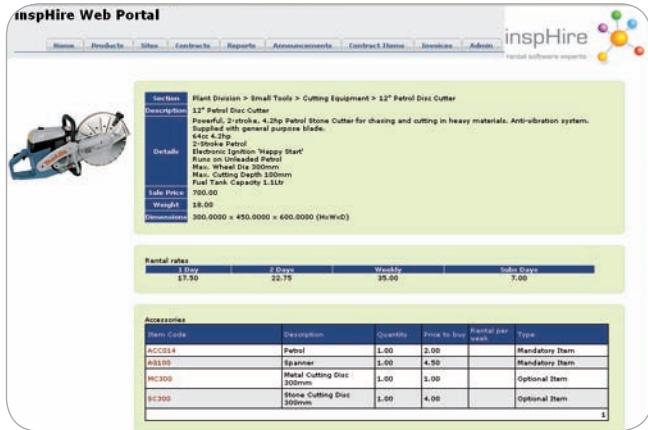 inspHire Web Portal
Home Products Sites Contracts Reports Announcements Contract Items Invoices Admin
inspHire
rental software experts
Section Plant Division > Small Tools > Cutting Equipment > 12" Petrol Disc Cutter
Description 12" Petrol Disc Cutter
Details Powerful, 2-stroke, 4.2hp Petrol Stone Cutter for chasing and cutting in heavy materials. Anti-vibration system.
Supplied with general purpose blade.
64cc 4.2hp
2-Stroke Petrol
Electronic Ignition 'Happy Start'
Runs on Unleaded Petrol
Max. Wheel Dia 300mm
Max. Cutting Depth 100mm
Fuel Tank Capacity 1.1Ltr
Sale Price 700.00
Weight 18.00
Dimensions 300.0000 x 450.0000 x 600.0000 (HxWxD)
Rental rates
1 Day 2 Days Weekly Subs Days
17.50 22.75 35.00 7.00
Accessories
Item Code Description Quantity Price to buy Rental per week Type
ACC014 Petrol 1.00 2.00 Mandatory Item
AG100 Spanner 1.00 4.50 Mandatory Item
MC300 Metal Cutting Disc 300mm 1.00 1.00 Optional Item
SC300 Stone Cutting Disc 300mm 1.00 4.00 Optional Item
1